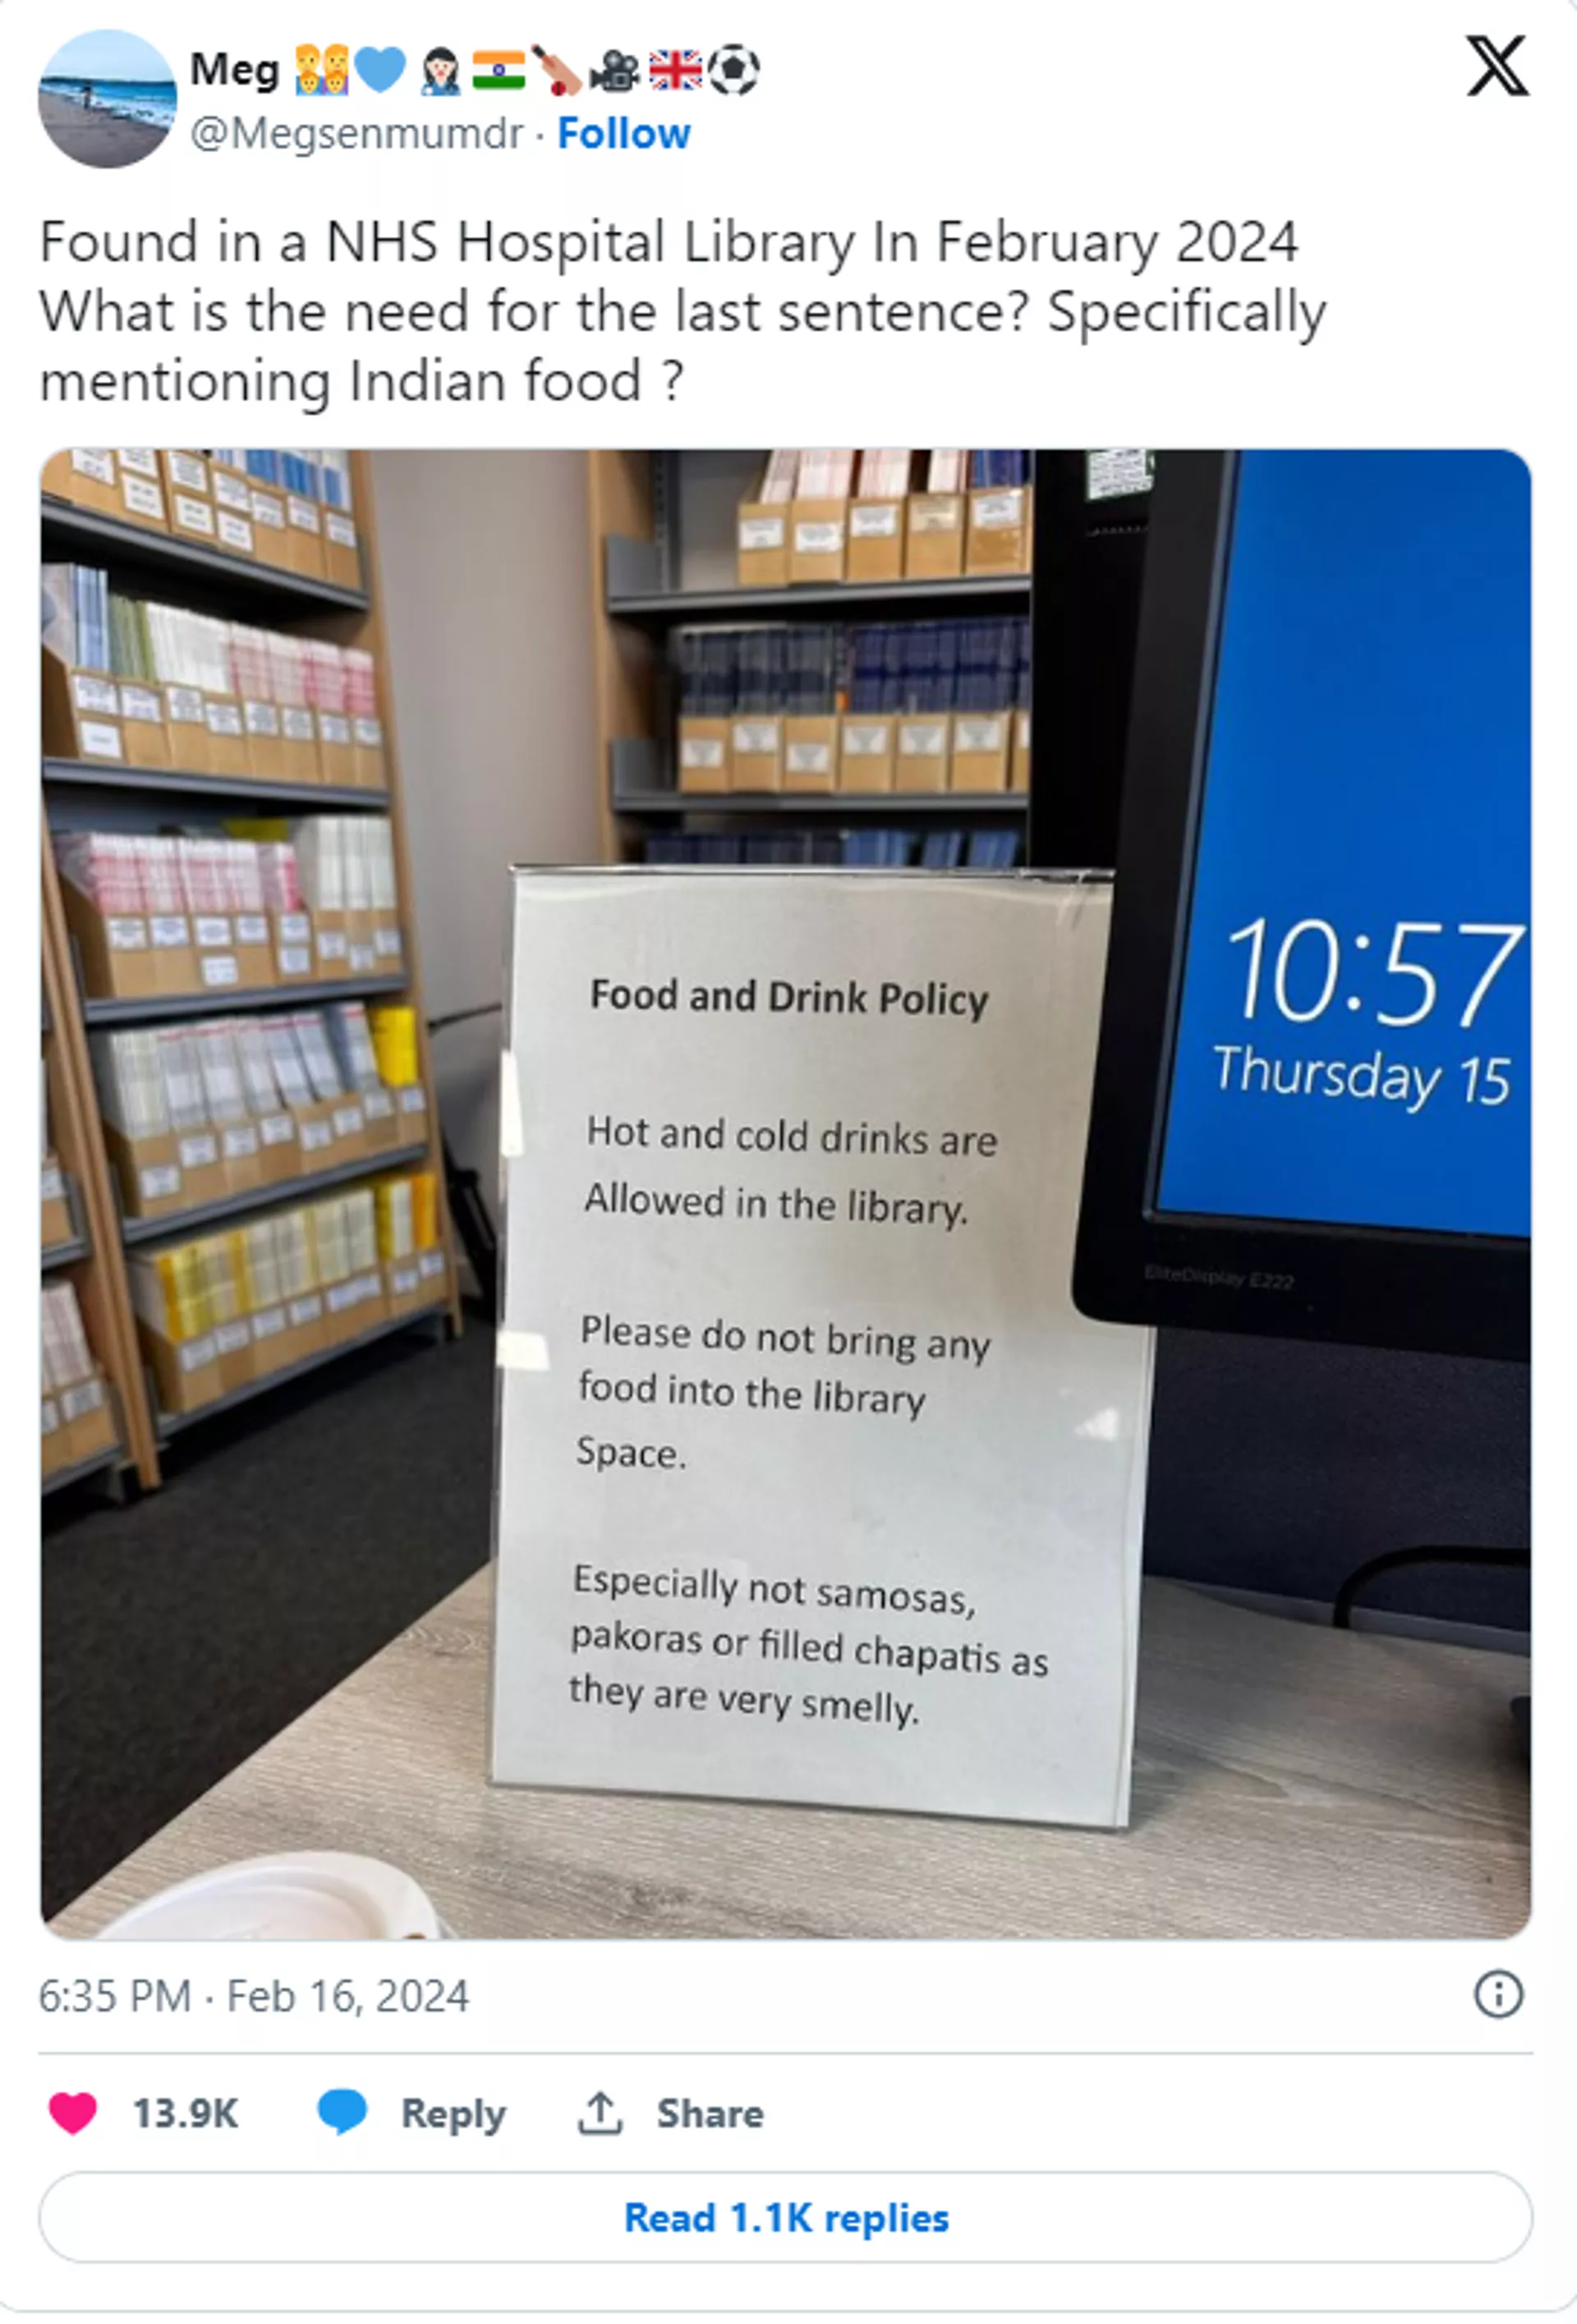 Meg
@Megsenmumdr · Follow
Found in a NHS Hospital Library In February 2024
What is the need for the last sentence? Specifically
mentioning Indian food ?
10:57
Thursday 15
EliteDisplay E222
Food and Drink Policy
Hot and cold drinks are
Allowed in the library.
Please do not bring any
food into the library
Space.
Especially not samosas,
pakoras or filled chapatis as
they are very smelly.
6:35 PM · Feb 16, 2024
13.9K Reply Share
Read 1.1K replies